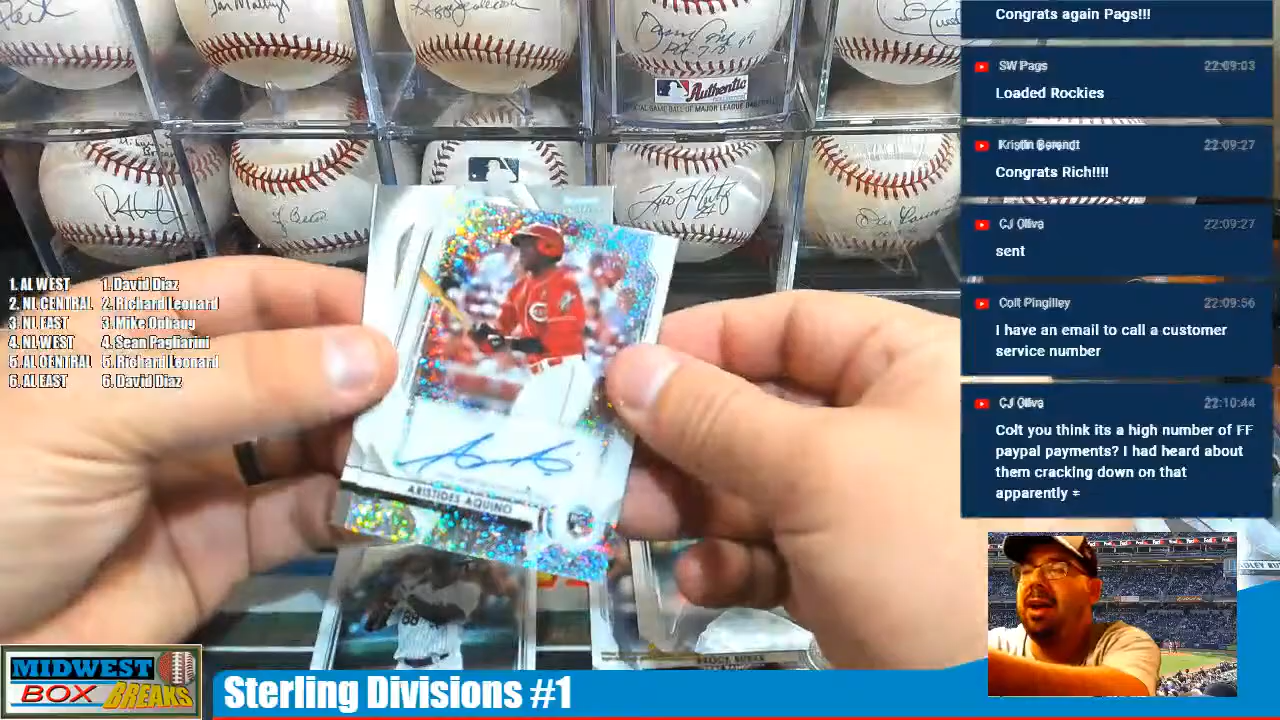 Congrats again Pags!!!
SW Pags 22:09:03
Loaded Rockies
Kristin Berendt 22:09:27
Congrats Rich!!!!
CJ Oliva 22:09:27
sent
Colt Pingilley 22:09:56
I have an email to call a customer
service number
CJ Oliva 22:10:44
Colt you think its a high number of FF
paypal payments? I had heard about
them cracking down on that
apparently
Authentic
1. AL WEST 1. David Diaz
2. NL CENTRAL 2. Richard Leonard
3. NL EAST 3. Mike
4. NL WEST 4. Sean Pagliarini
5. AL CENTRAL 5. Richard Leonard
6. AL EAST 6. David Diaz
ARISTIDES AQUINO
MIDWEST
BOX BREAKS
Sterling Divisions #1